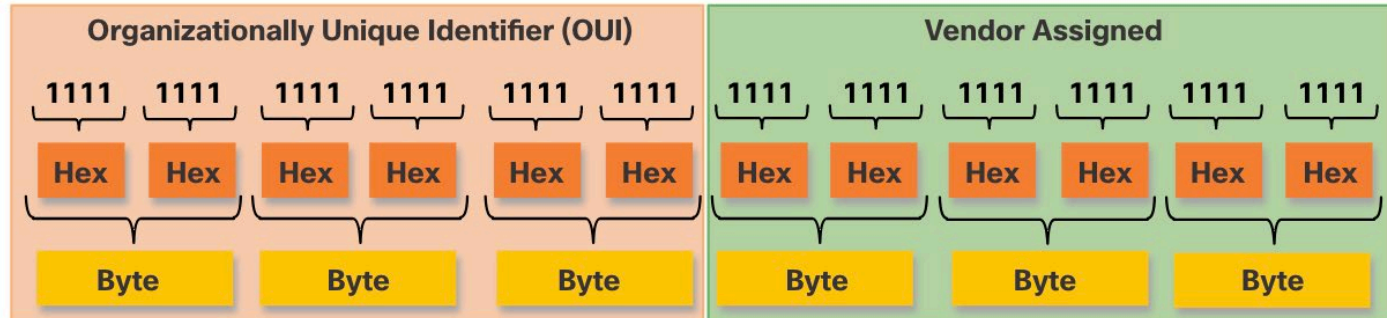 Organizationally Unique Identifier (OUI) Vendor Assigned
1111 1111 1111 1111 1111 1111 1111 1111 1111 1111 1111 1111
Hex Hex Hex Hex Hex Hex Hex Hex Hex Hex Hex Hex
Byte Byte Byte Byte Byte Byte